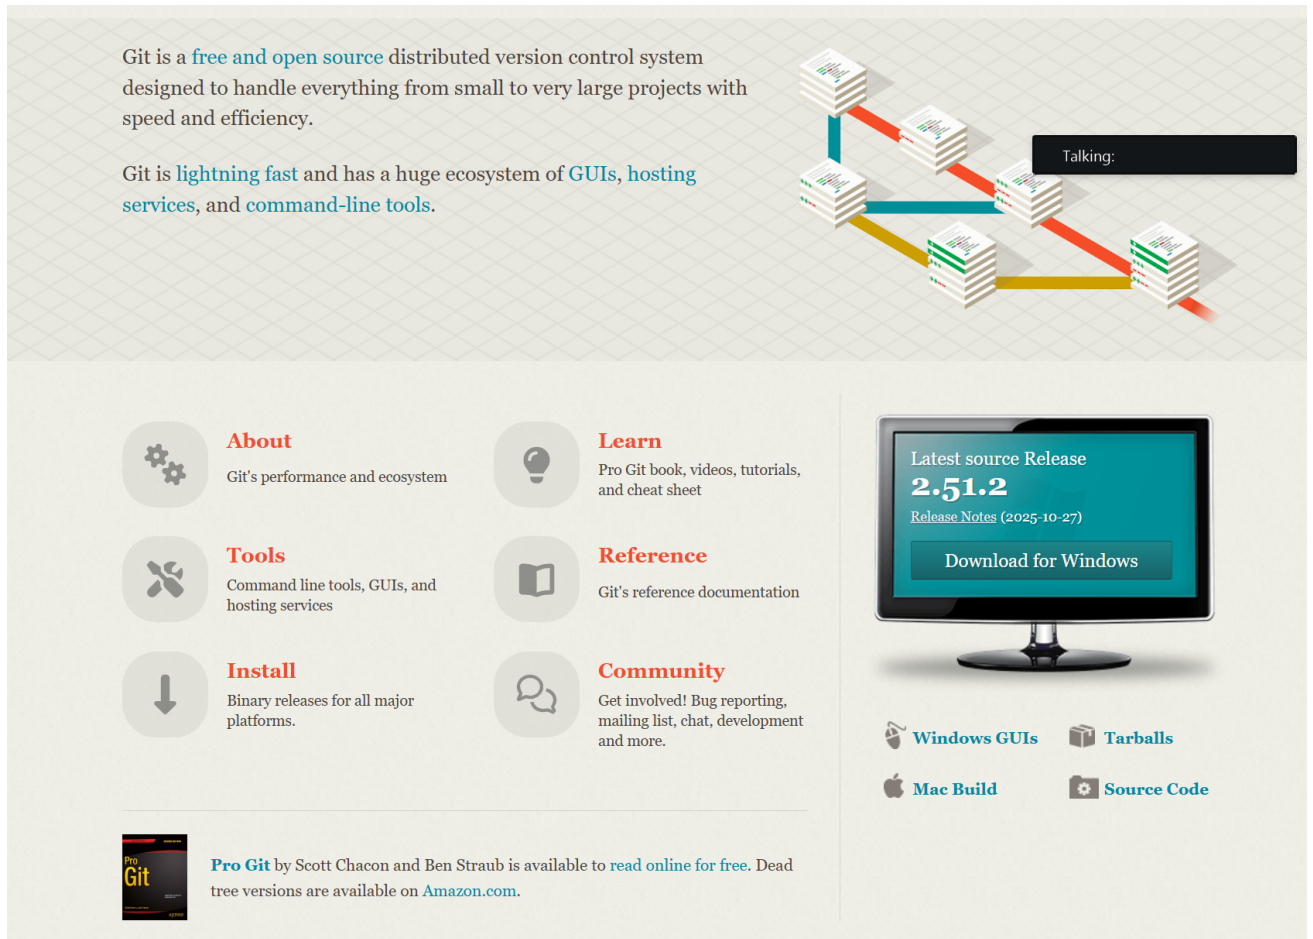 Git is a free and open source distributed version control system
designed to handle everything from small to very large projects with
speed and efficiency.
Git is lightning fast and has a huge ecosystem of GUIs, hosting
services, and command-line tools.
Talking:
About
Git's performance and ecosystem
Learn
Pro Git book, videos, tutorials,
and cheat sheet
Tools
Command line tools, GUIs, and
hosting services
Reference
Git's reference documentation
Install
Binary releases for all major
platforms.
Community
Get involved! Bug reporting,
mailing list, chat, development
and more.
Latest source Release
2.51.2
Release Notes (2025-10-27)
Download for Windows
Windows GUIs
Tarballs
Mac Build
Source Code
Pro
Git
Pro Git by Scott Chacon and Ben Straub is available to read online for free. Dead
tree versions are available on Amazon.com.